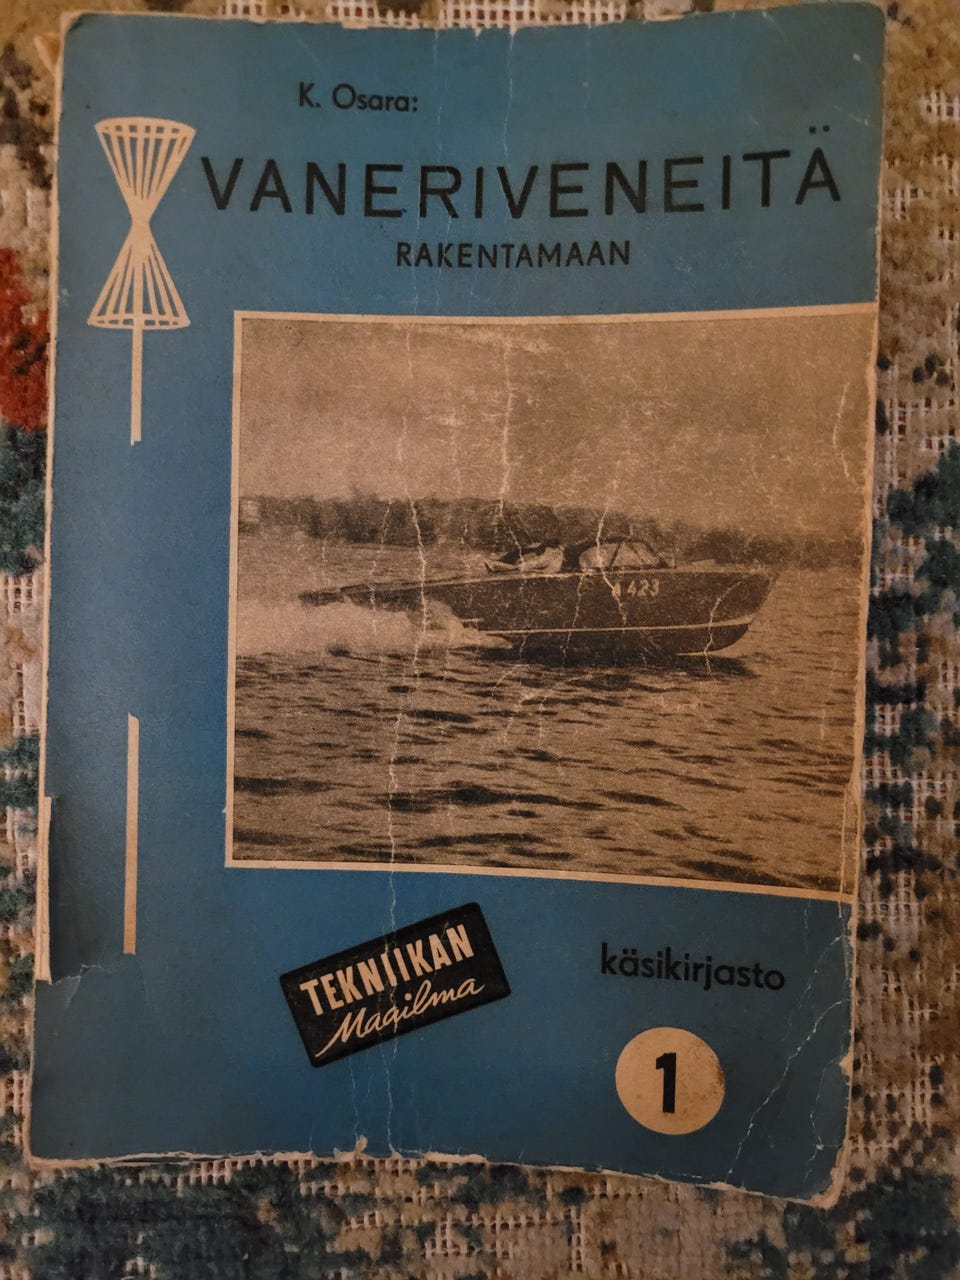 K. Osara:
VANERIVENEITÄ
RAKENTAMAAN
423
TEKNIIKAN
Maailma
käsikirjasto
1